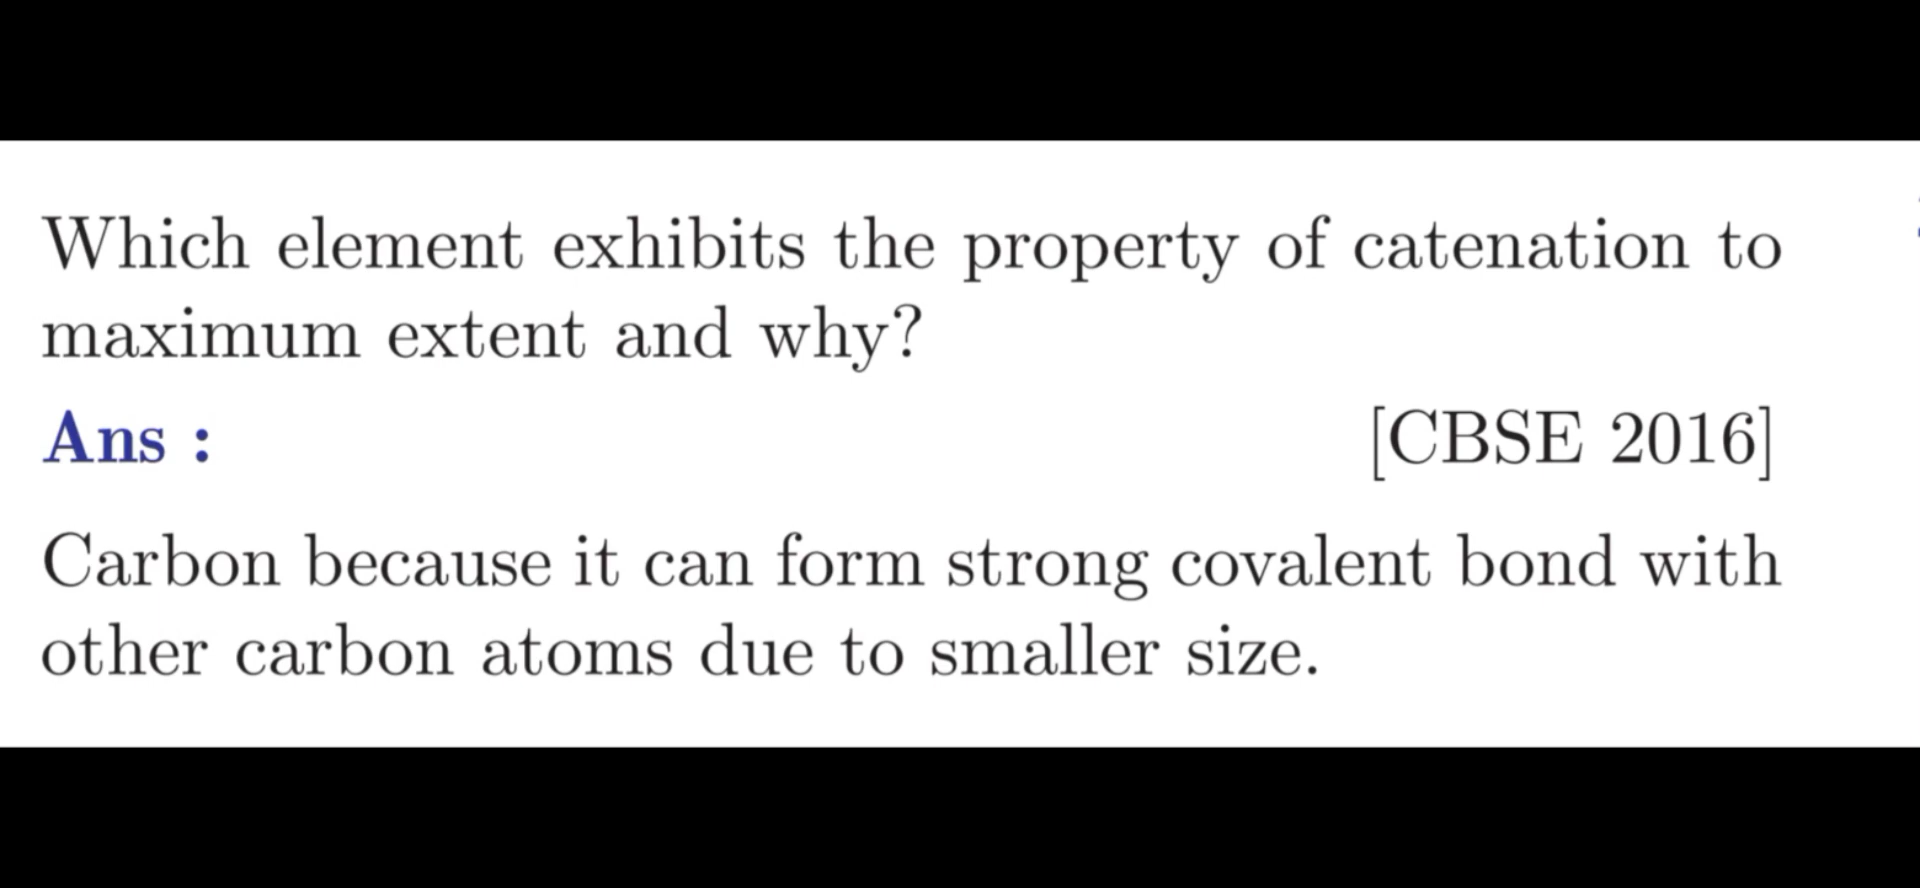 Which element exhibits the property of catenation to
maximum extent and why?
Ans : [CBSE 2016]
Carbon because it can form strong covalent bond with
other carbon atoms due to smaller size.